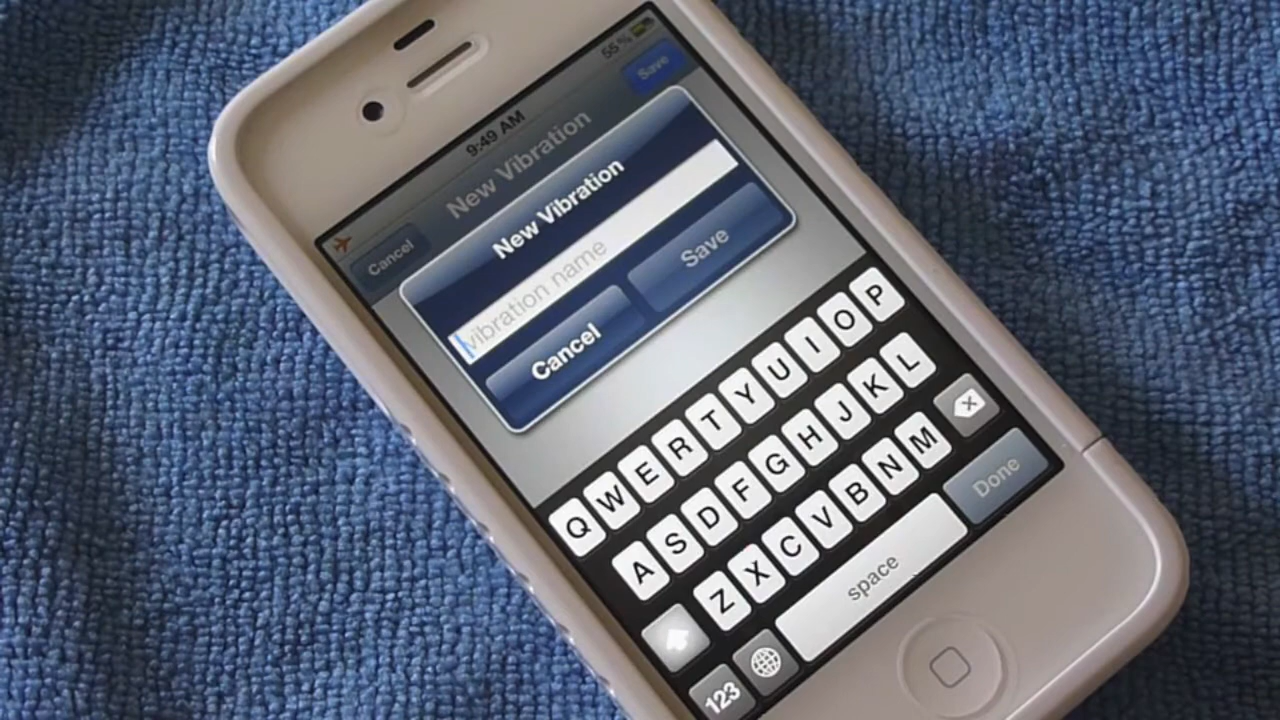 9:49 AM
55%
Cancel
New Vibration
Save
New Vibration
Vibration name
Cancel
Save
Q W E R T Y U I O P
A S D F G H J K L
Z X C V B N M
123
space
Done